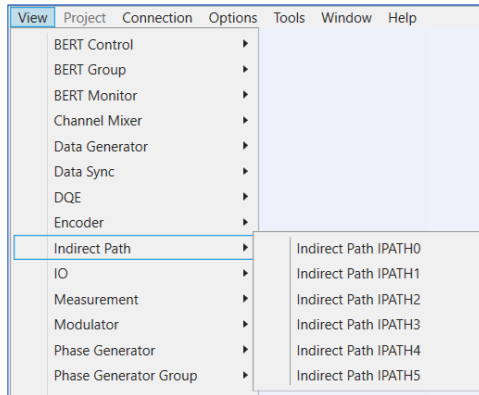 View Project Connection Options Tools Window Help
BERT Control
BERT Group
BERT Monitor
Channel Mixer
Data Generator
Data Sync
DQE
Encoder
Indirect Path
IO
Measurement
Modulator
Phase Generator
Phase Generator Group
Indirect Path IPATH0
Indirect Path IPATH1
Indirect Path IPATH2
Indirect Path IPATH3
Indirect Path IPATH4
Indirect Path IPATH5